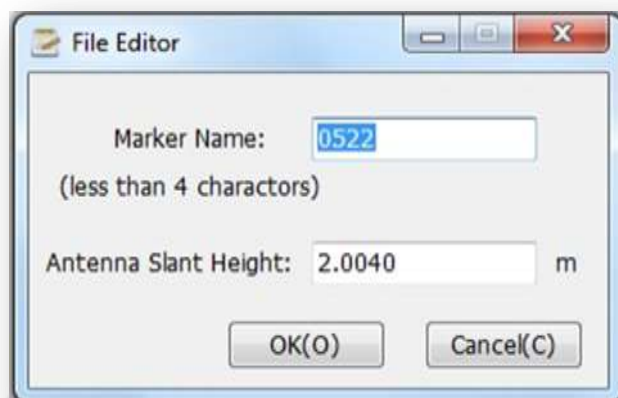 File Editor
Marker Name: 0522
(less than 4 charactors)
Antenna Slant Height: 2.0040 m
OK(O) Cancel(C)